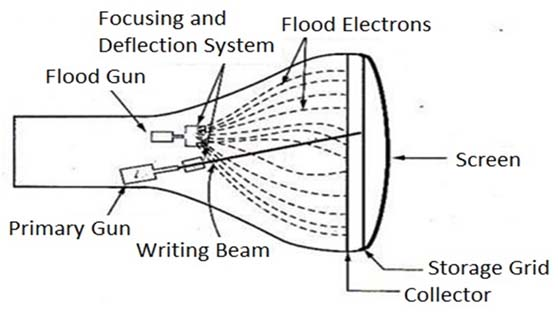 Focusing and
Deflection System
Flood Electrons
Flood Gun
Screen
Primary Gun
Writing Beam
Storage Grid
Collector